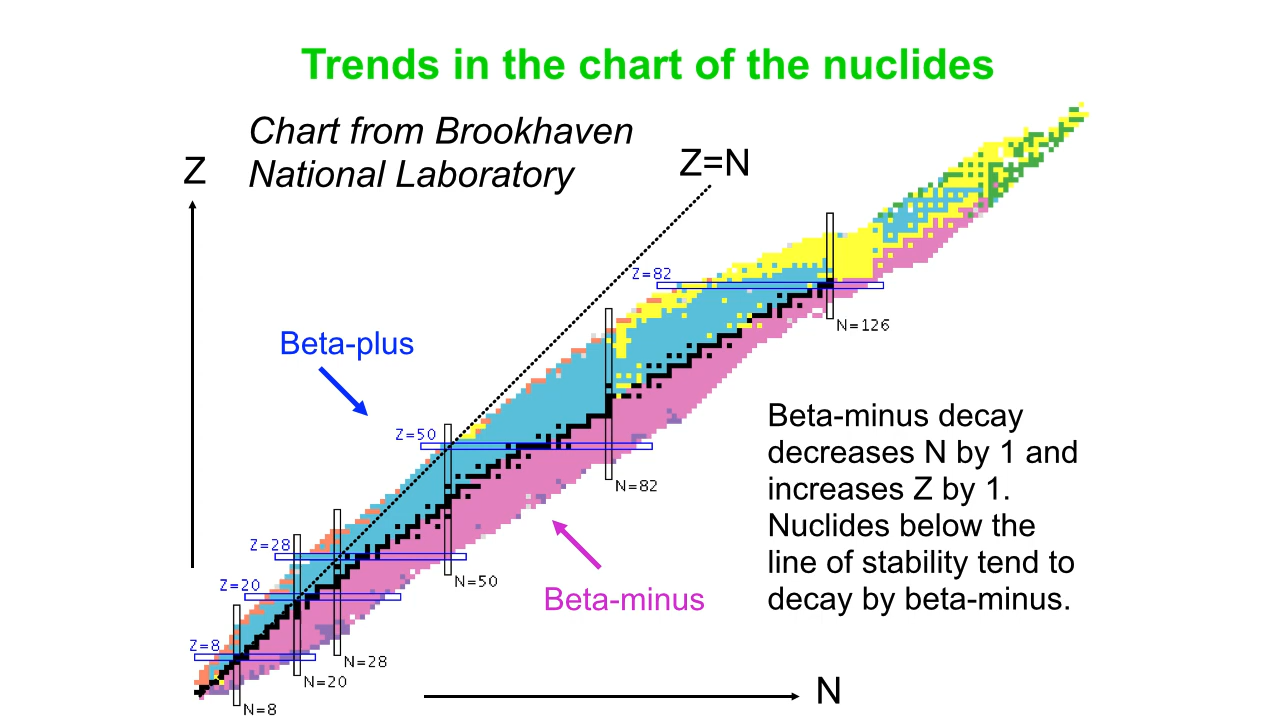 Trends in the chart of the nuclides
Chart from Brookhaven
National Laboratory
Z
Z=N
Z=82
N=126
Beta-plus
Z=50
N=82
Beta-minus decay
decreases N by 1 and
increases Z by 1.
Nuclides below the
line of stability tend to
decay by beta-minus.
Z=28
N=50
Z=20
Beta-minus
Z=8
N=28
N=20
N=8
N